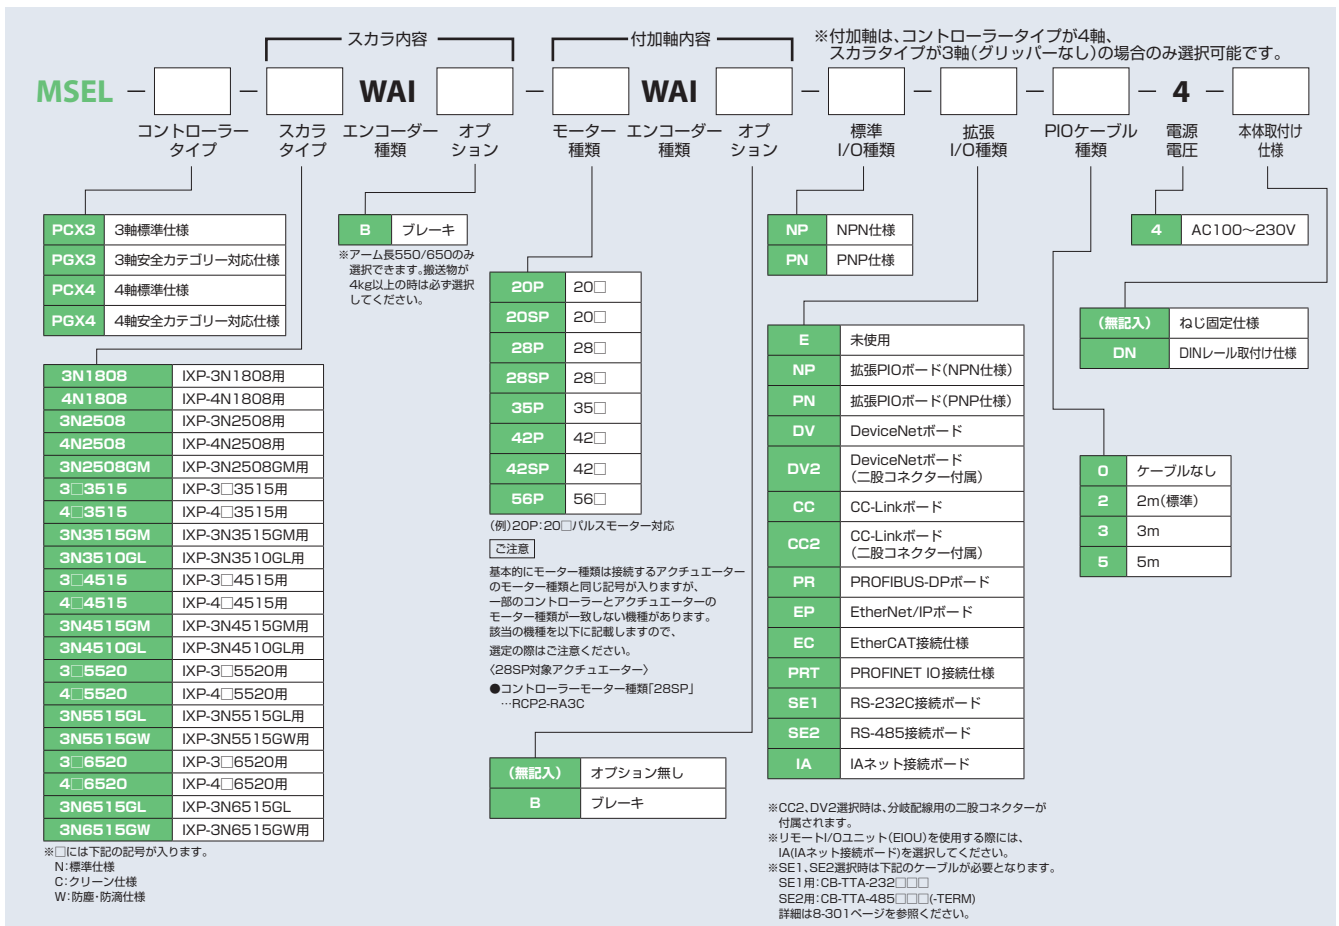 スカラ内容
付加軸内容
※付加軸は、コントローラータイプが4軸、
スカラタイプが3軸(グリッパーなし)の場合のみ選択可能です。
MSEL − − WAI − WAI − − − − 4 −
コントローラー
タイプ
スカラ
タイプ
エンコーダー
種類
オプ
ション
モーター
種類
エンコーダー
種類
オプ
ション
標準
I/O種類
拡張
I/O種類
PIOケーブル
種類
電源
電圧
本体取付け
仕様
PCX3 3軸標準仕様
PGX3 3軸安全カテゴリー対応仕様
PCX4 4軸標準仕様
PGX4 4軸安全カテゴリー対応仕様
3N1808 IXP-3N1808用
4N1808 IXP-4N1808用
3N2508 IXP-3N2508用
4N2508 IXP-4N2508用
3N2508GM IXP-3N2508GM用
3□3515 IXP-3□3515用
4□3515 IXP-4□3515用
3N3515GM IXP-3N3515GM用
3N3510GL IXP-3N3510GL用
3□4515 IXP-3□4515用
4□4515 IXP-4□4515用
3N4515GM IXP-3N4515GM用
3N4510GL IXP-3N4510GL用
3□5520 IXP-3□5520用
4□5520 IXP-4□5520用
3N5515GL IXP-3N5515GL用
3N5515GW IXP-3N5515GW用
3□6520 IXP-3□6520用
4□6520 IXP-4□6520用
3N6515GL IXP-3N6515GL
3N6515GW IXP-3N6515GW用
※□には下記の記号が入ります。
N:標準仕様
C:クリーン仕様
W:防塵・防滴仕様
B ブレーキ
※アーム長550/650のみ
選択できます。搬送物が
4kg以上の時は必ず選択
してください。
20P 20□
20SP 20□
28P 28□
28SP 28□
35P 35□
42P 42□
42SP 42□
56P 56□
(例)20P:20□パルスモーター対応
ご注意
基本的にモーター種類は接続するアクチュエーター
のモーター種類と同じ記号が入りますが、
一部のコントローラーとアクチュエーターの
モーター種類が一致しない機種があります。
該当の機種を以下に記載しますので、
選定の際はご注意ください。
〈28SP対象アクチュエーター〉
●コントローラーモーター種類「28SP」
…RCP2-RA3C
(無記入) オプション無し
B ブレーキ
NP NPN仕様
PN PNP仕様
E 未使用
NP 拡張PIOボード(NPN仕様)
PN 拡張PIOボード(PNP仕様)
DV DeviceNetボード
DV2 DeviceNetボード
(二股コネクター付属)
CC CC-Linkボード
CC2 CC-Linkボード
(二股コネクター付属)
PR PROFIBUS-DPボード
EP EtherNet/IPボード
EC EtherCAT接続仕様
PRT PROFINET IO接続仕様
SE1 RS-232C接続ボード
SE2 RS-485接続ボード
IA IAネット接続ボード
※CC2、DV2選択時は、分岐配線用の二股コネクターが
付属されます。
※リモートI/Oユニット(EIOU)を使用する際には、
IA(IAネット接続ボード)を選択してください。
※SE1、SE2選択時は下記のケーブルが必要となります。
SE1用:CB-TTA-232□□□
SE2用:CB-TTA-485□□□(-TERM)
詳細は8-301ページを参照ください。
4 AC100〜230V
(無記入) ねじ固定仕様
DN DINレール取付け仕様
0 ケーブルなし
2 2m(標準)
3 3m
5 5m